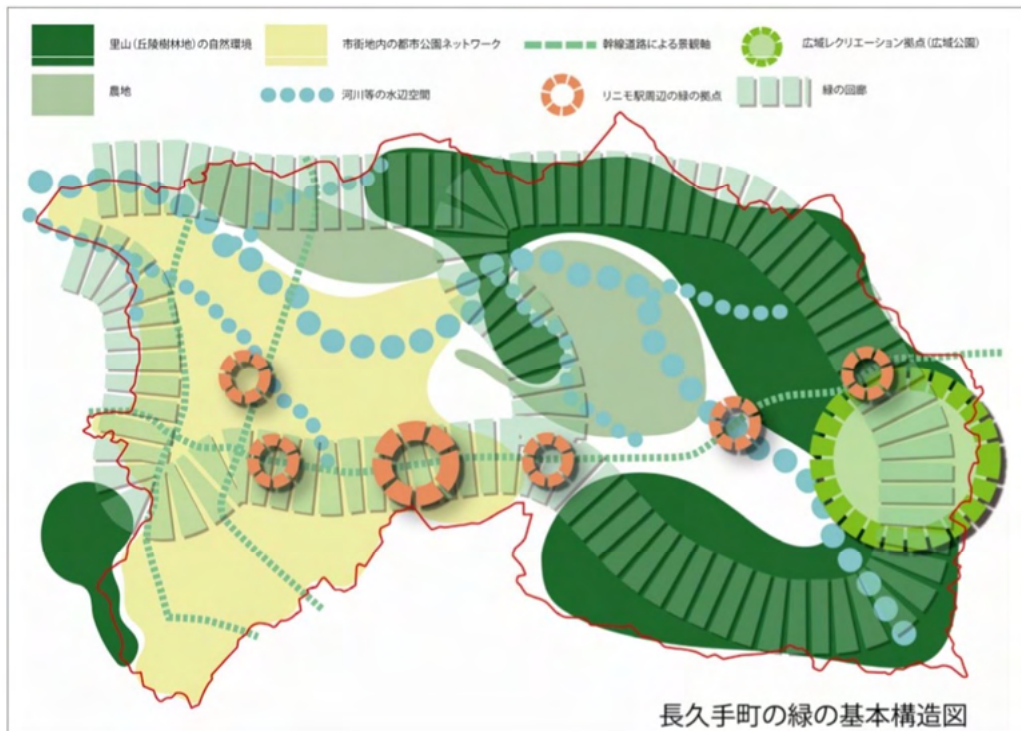 里山(丘陵樹林地)の自然環境
市街地内の都市公園ネットワーク
幹線道路による景観軸
広域レクリエーション拠点(広域公園)
農地
河川等の水辺空間
リニモ駅周辺の緑の拠点
緑の回廊
長久手町の緑の基本構造図